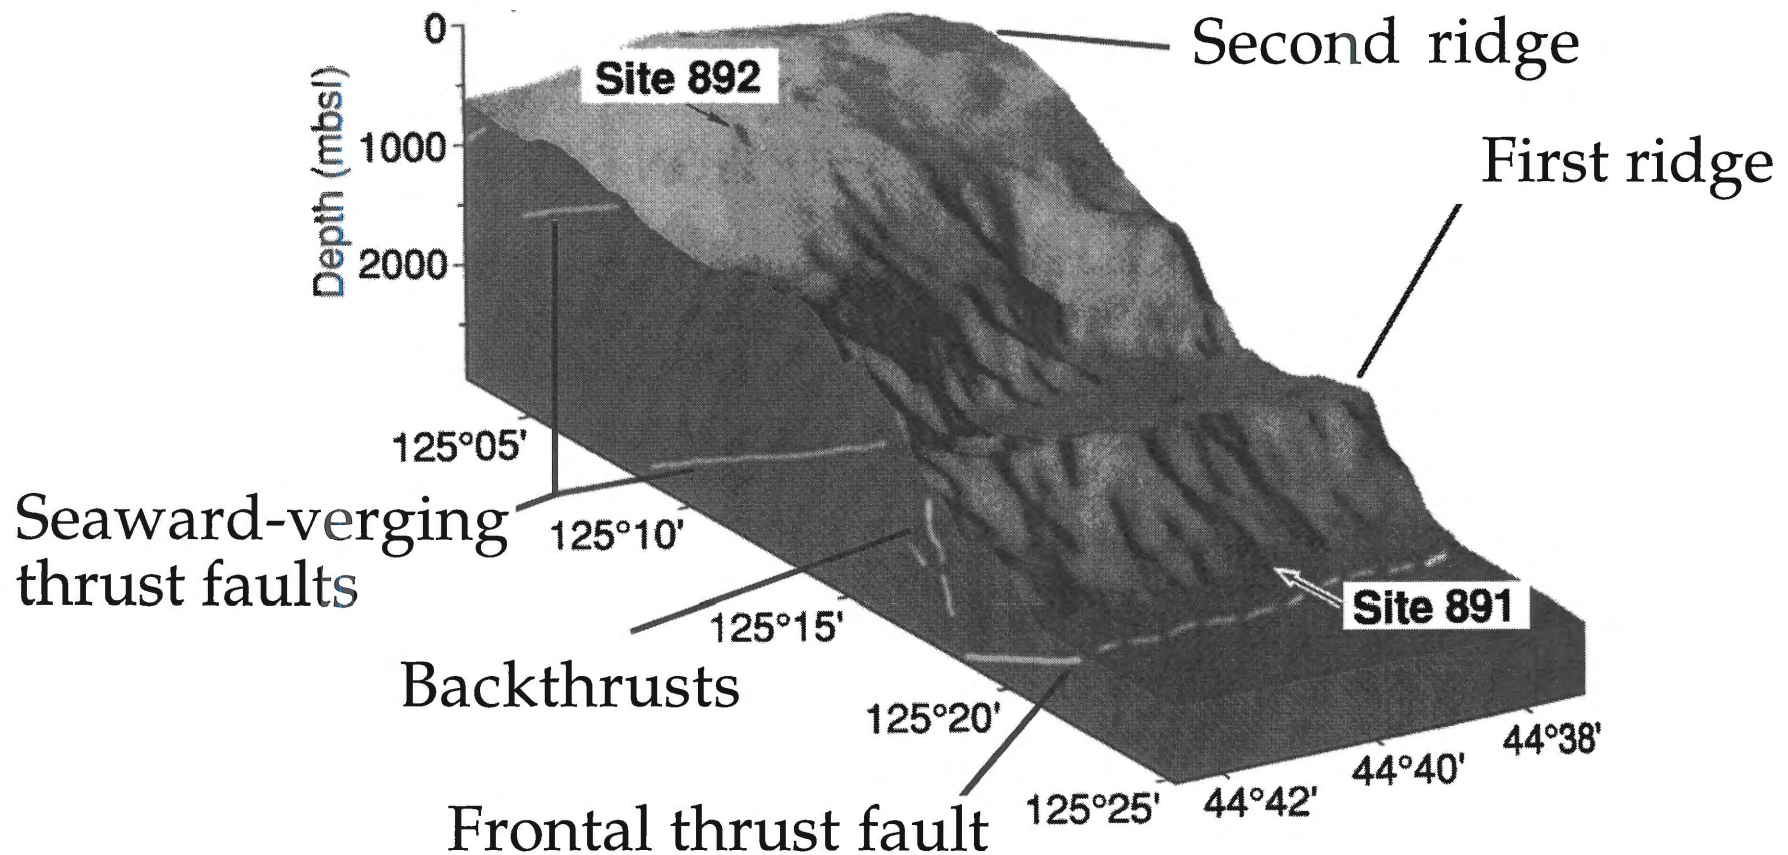 0
Second ridge
Site 892
Depth (mbsl)
1000
First ridge
2000
125°05'
Seaward-verging
thrust faults
125°10'
Site 891
125°15'
Backthrusts
125°20'
44°38'
44°40'
125°25'
44°42'
Frontal thrust fault